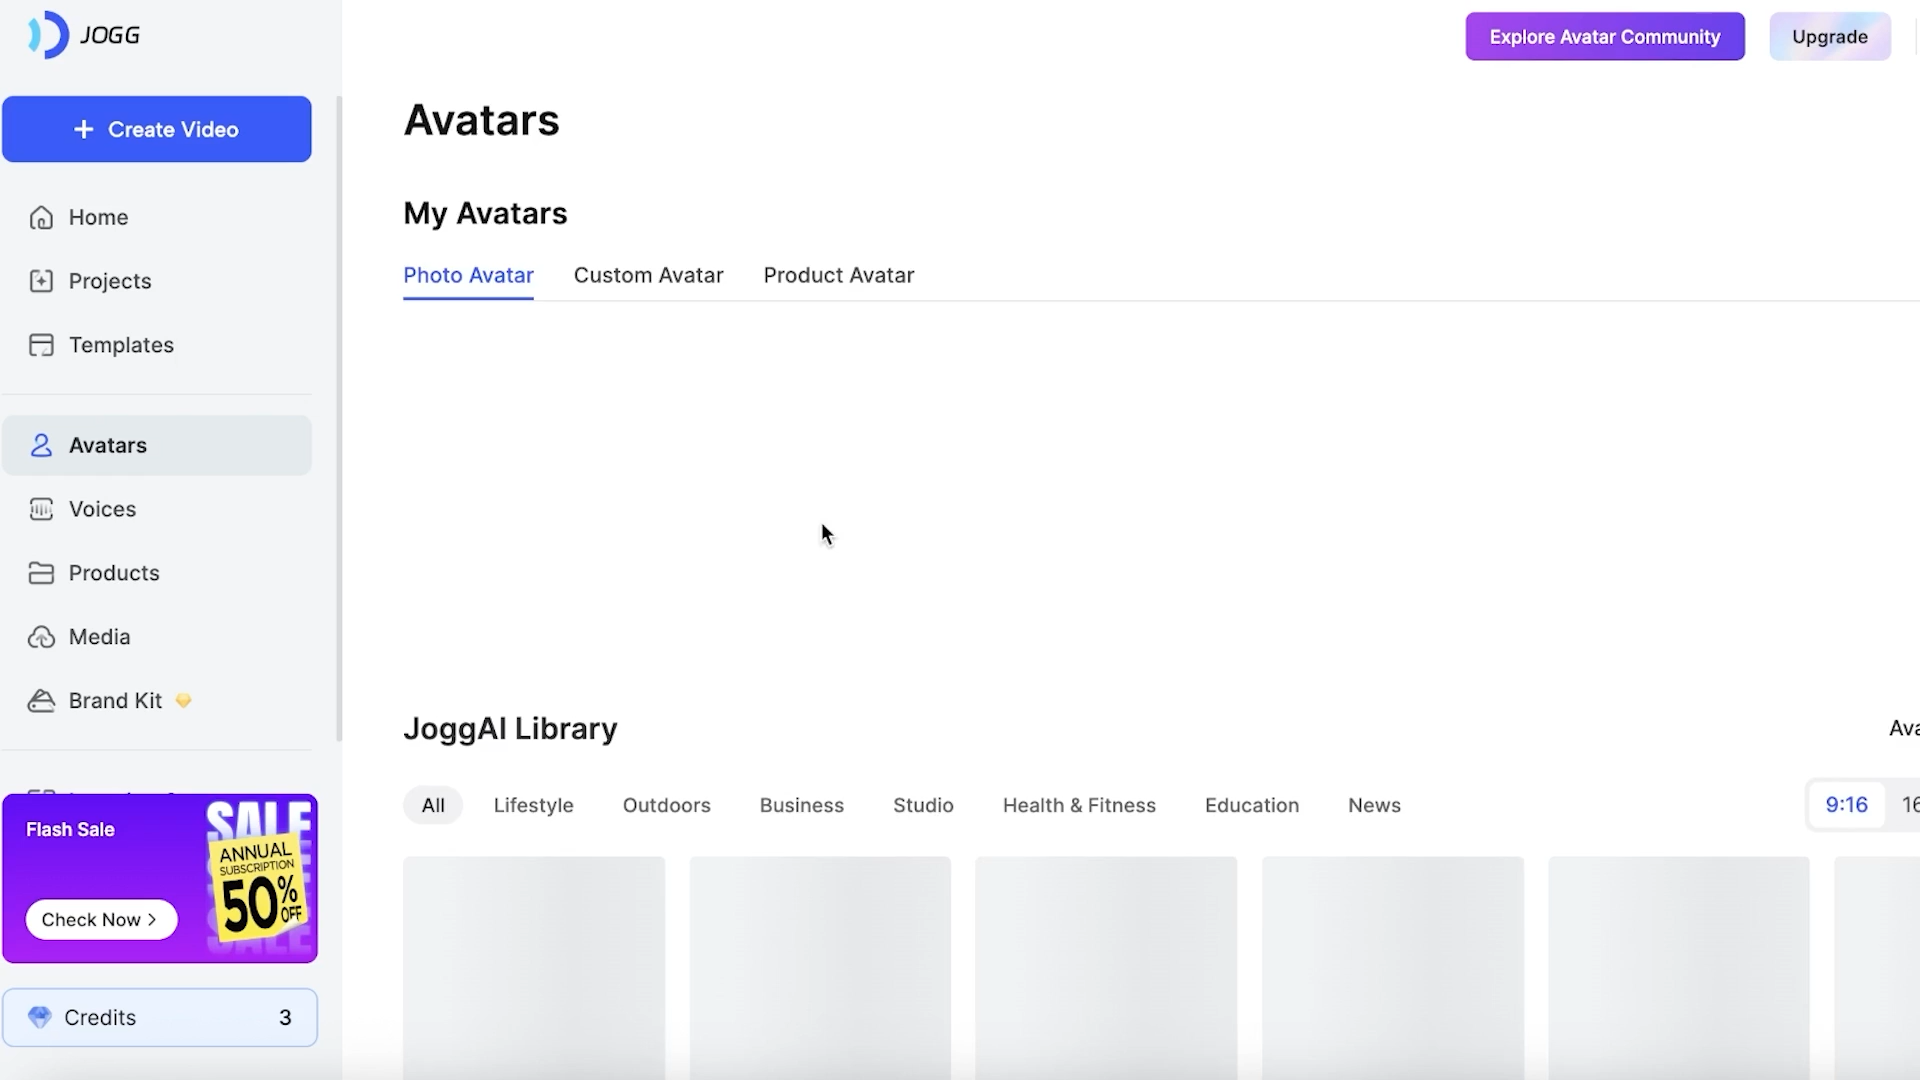 JOGG
Explore Avatar Community
Upgrade
+ Create Video
Home
Projects
Templates
Avatars
Voices
Products
Media
Brand Kit
Flash Sale
Check Now >
SALE
ANNUAL
SUBSCRIPTION
50%
OFF
Credits 3
Avatars
My Avatars
Photo Avatar Custom Avatar Product Avatar
JoggAI Library
Ava
All Lifestyle Outdoors Business Studio Health & Fitness Education News
9:16 16